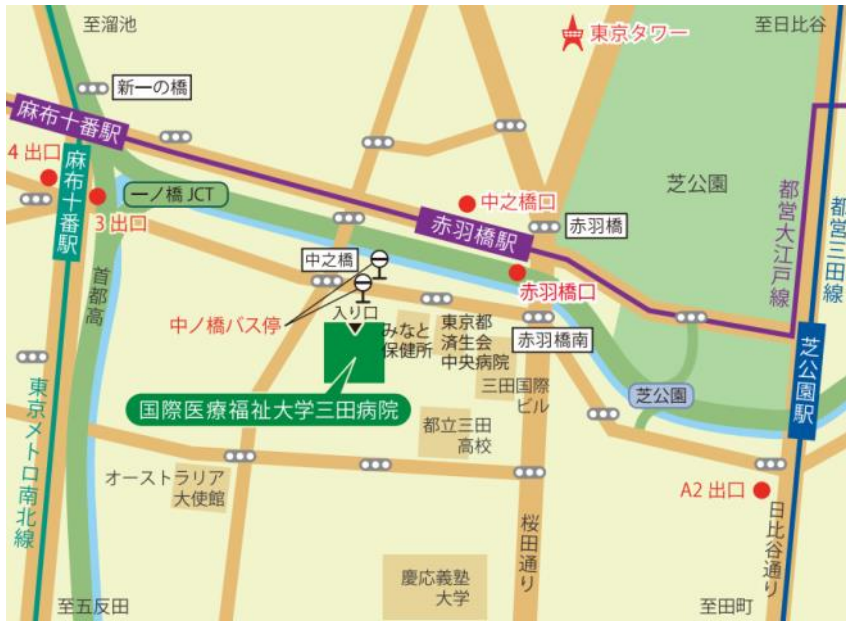 至溜池
東京タワー
至日比谷
新一の橋
麻布十番駅
4 出口
麻布十番駅
一ノ橋 JCT
3 出口
首都高
東京メトロ南北線
中之橋口
赤羽橋駅
赤羽橋
芝公園
都営大江戸線
都営三田線
中之橋
赤羽橋口
中ノ橋バス停
入り口
みなと
保健所
東京都
済生会
中央病院
赤羽橋南
三田国際
ビル
芝公園
芝公園駅
国際医療福祉大学三田病院
都立三田
高校
オーストラリア
大使館
A2 出口
桜田通り
日比谷通り
慶応義塾
大学
至五反田
至田町